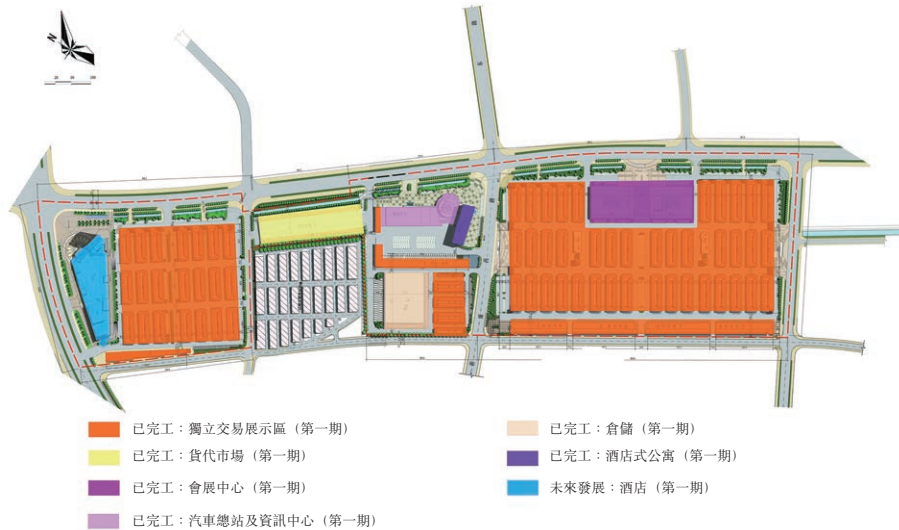 N
已完工：獨立交易展示區（第一期）
已完工：貨代市場（第一期）
已完工：會展中心（第一期）
已完工：汽車總站及資訊中心（第一期）
已完工：倉儲（第一期）
已完工：酒店式公寓（第一期）
未來發展：酒店（第一期）